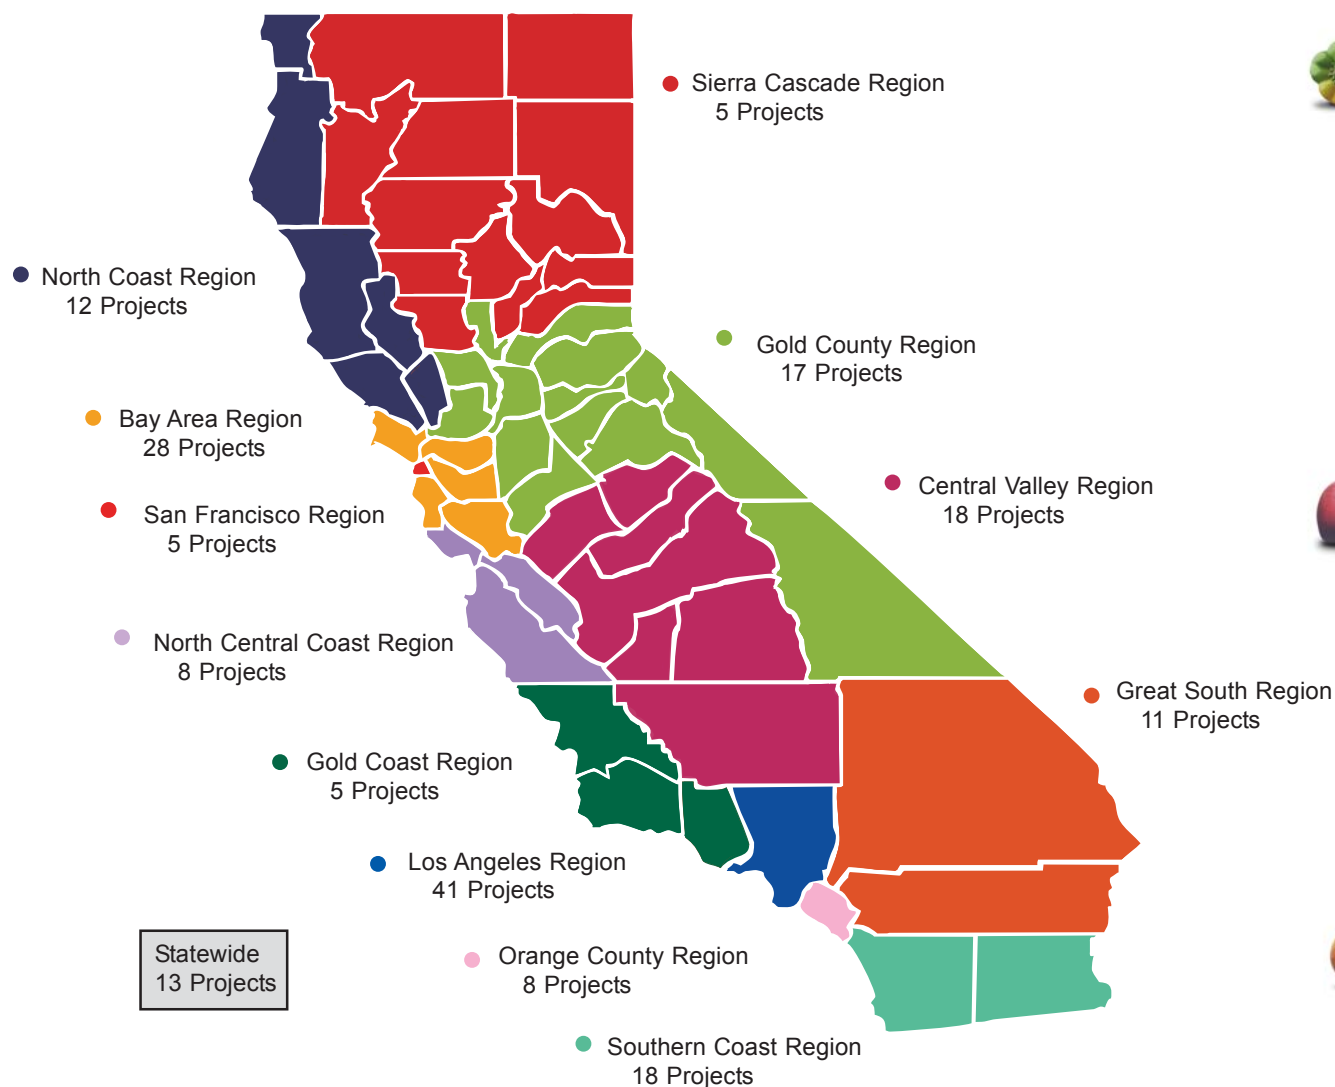 Sierra Cascade Region
5 Projects
North Coast Region
12 Projects
Gold County Region
17 Projects
Bay Area Region
28 Projects
Central Valley Region
18 Projects
San Francisco Region
5 Projects
North Central Coast Region
8 Projects
Great South Region
11 Projects
Gold Coast Region
5 Projects
Los Angeles Region
41 Projects
Statewide
13 Projects
Orange County Region
8 Projects
Southern Coast Region
18 Projects